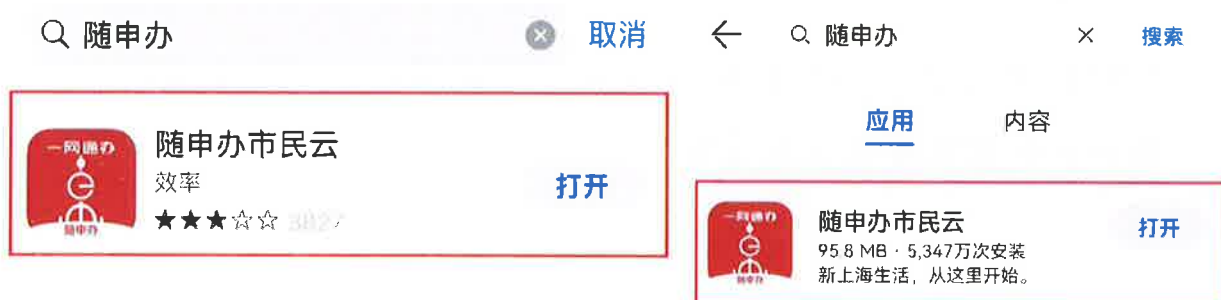 随申办
取消
一网通办
随申办
随申办市民云
效率
打开
随申办
搜索
应用
内容
一网通办
随申办
随申办市民云
95.8 MB · 5,347万次安装
新上海生活，从这里开始。
打开